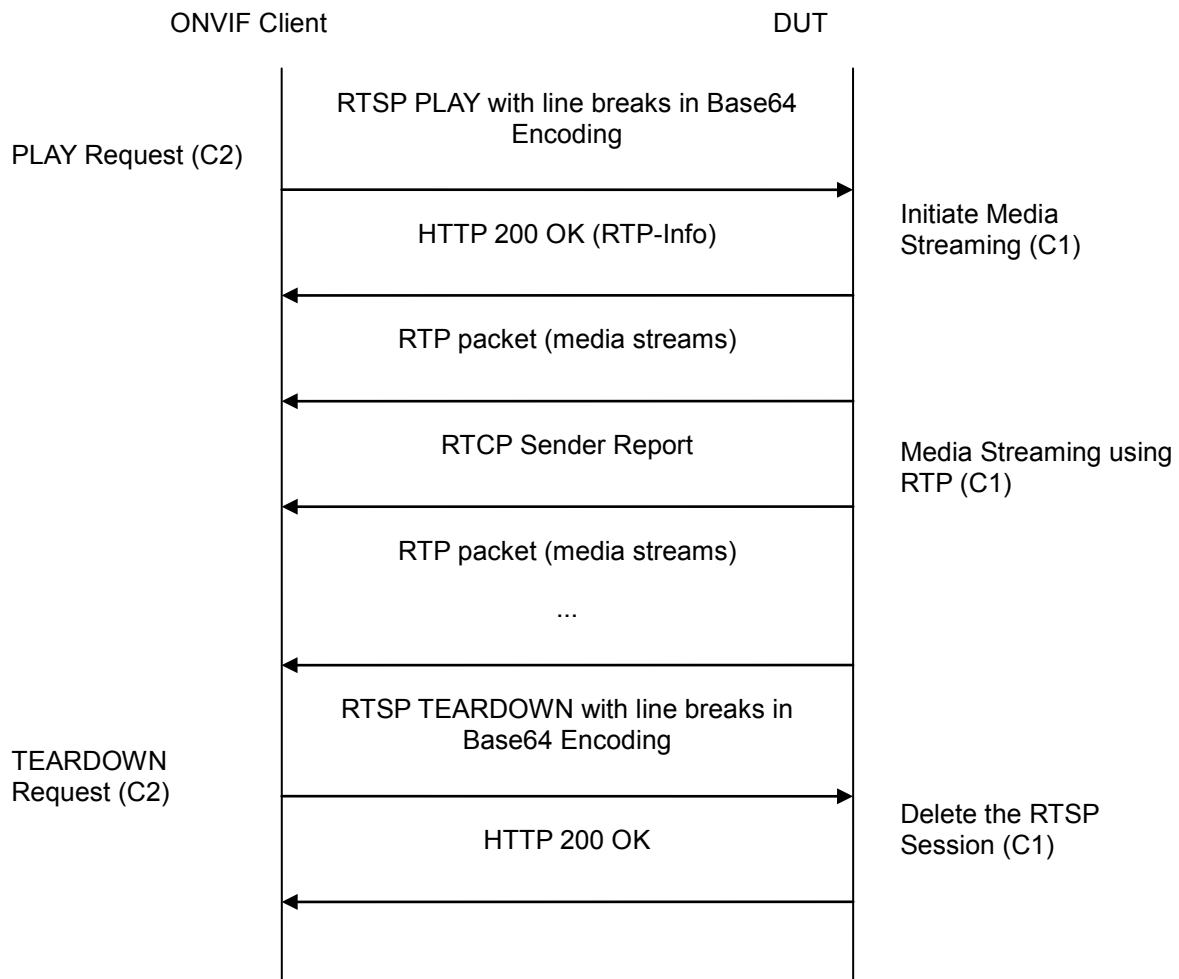 ONVIF Client
DUT
RTSP PLAY with line breaks in Base64
Encoding
PLAY Request (C2)
Initiate Media
Streaming (C1)
HTTP 200 OK (RTP-Info)
RTP packet (media streams)
RTCP Sender Report
Media Streaming using
RTP (C1)
RTP packet (media streams)
...
RTSP TEARDOWN with line breaks in
Base64 Encoding
TEARDOWN
Request (C2)
Delete the RTSP
Session (C1)
HTTP 200 OK